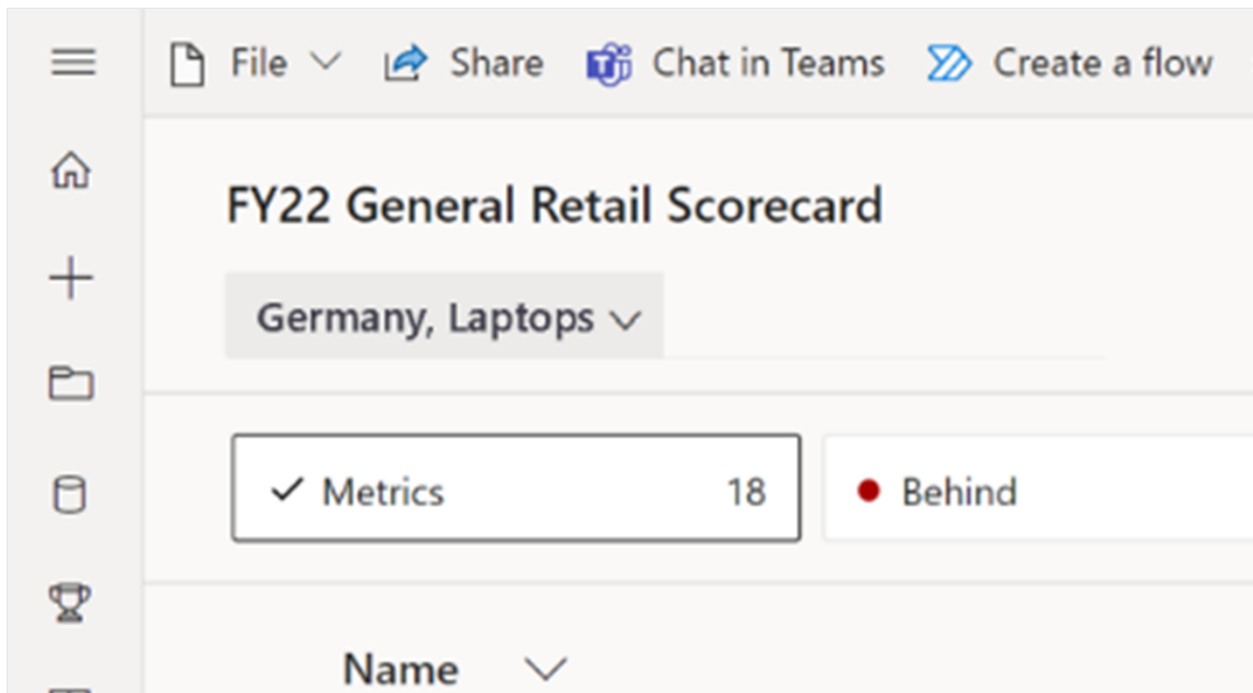 File Share Chat in Teams Create a flow
FY22 General Retail Scorecard
Germany, Laptops
Metrics 18 Behind
Name